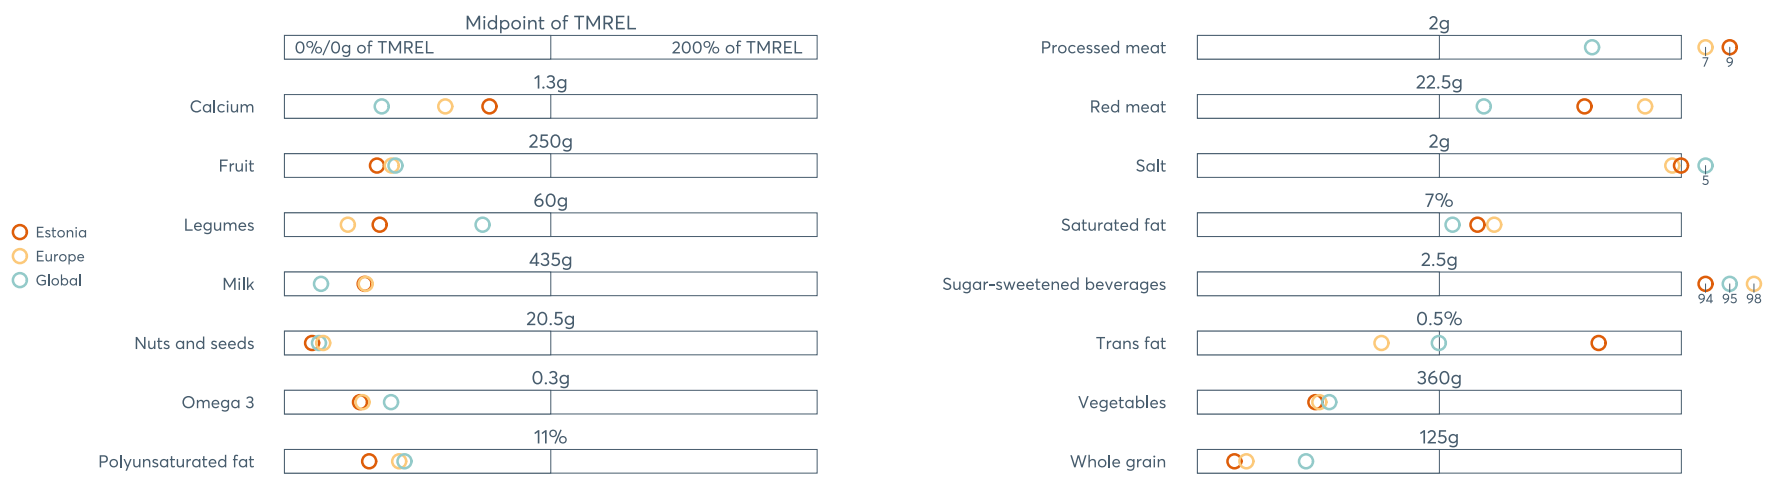 Midpoint of TMREL
0%/0g of TMREL 200% of TMREL
1.3g
Calcium
250g
Fruit
60g
Legumes
435g
Milk
20.5g
Nuts and seeds
0.3g
Omega 3
11%
Polyunsaturated fat
Estonia
Europe
Global
2g
Processed meat
7 9
22.5g
Red meat
2g
Salt
5
7%
Saturated fat
2.5g
Sugar-sweetened beverages
94 95 98
0.5%
Trans fat
360g
Vegetables
125g
Whole grain